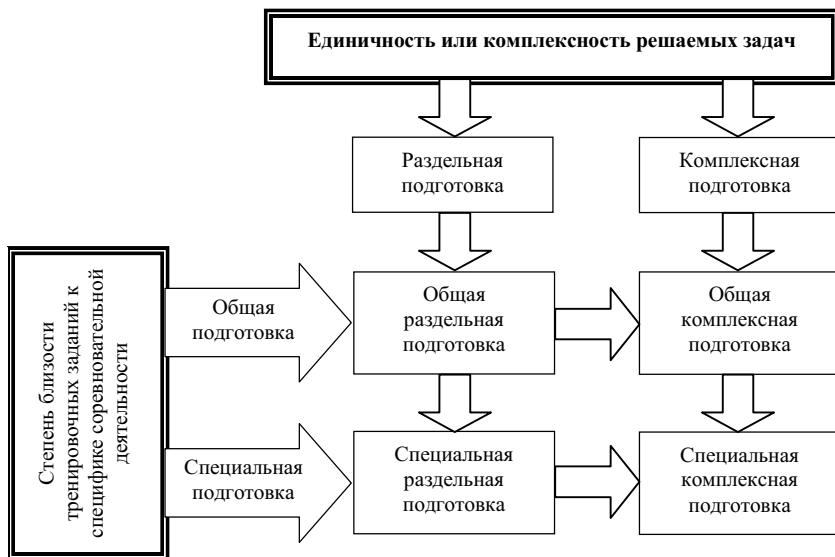 Единичность или комплексность решаемых задач
Раздельная
подготовка
Комплексная
подготовка
Степень близости
тренировочных заданий к
специфике соревновательной
деятельности
Общая
подготовка
Общая
раздельная
подготовка
Общая
комплексная
подготовка
Специальная
подготовка
Специальная
раздельная
подготовка
Специальная
комплексная
подготовка